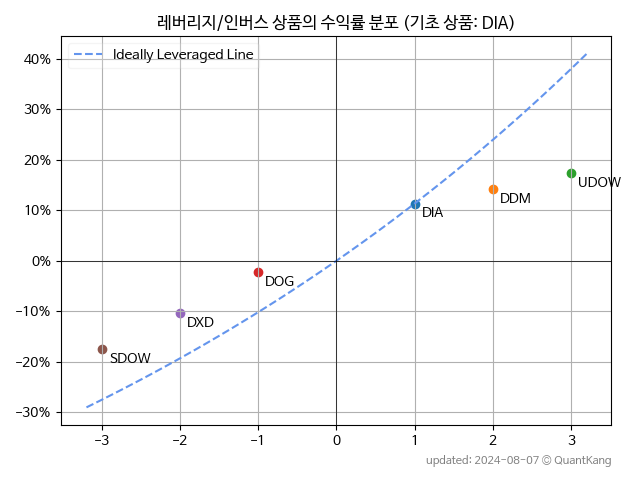 레버리지/인버스 상품의 수익률 분포 (기초 상품: DIA)
Ideally Leveraged Line
40%
30%
20%
10%
0%
−10%
−20%
−30%
UDOW
DDM
DIA
DOG
DXD
SDOW
−3 −2 −1 0 1 2 3
updated: 2024-08-07 © QuantKang